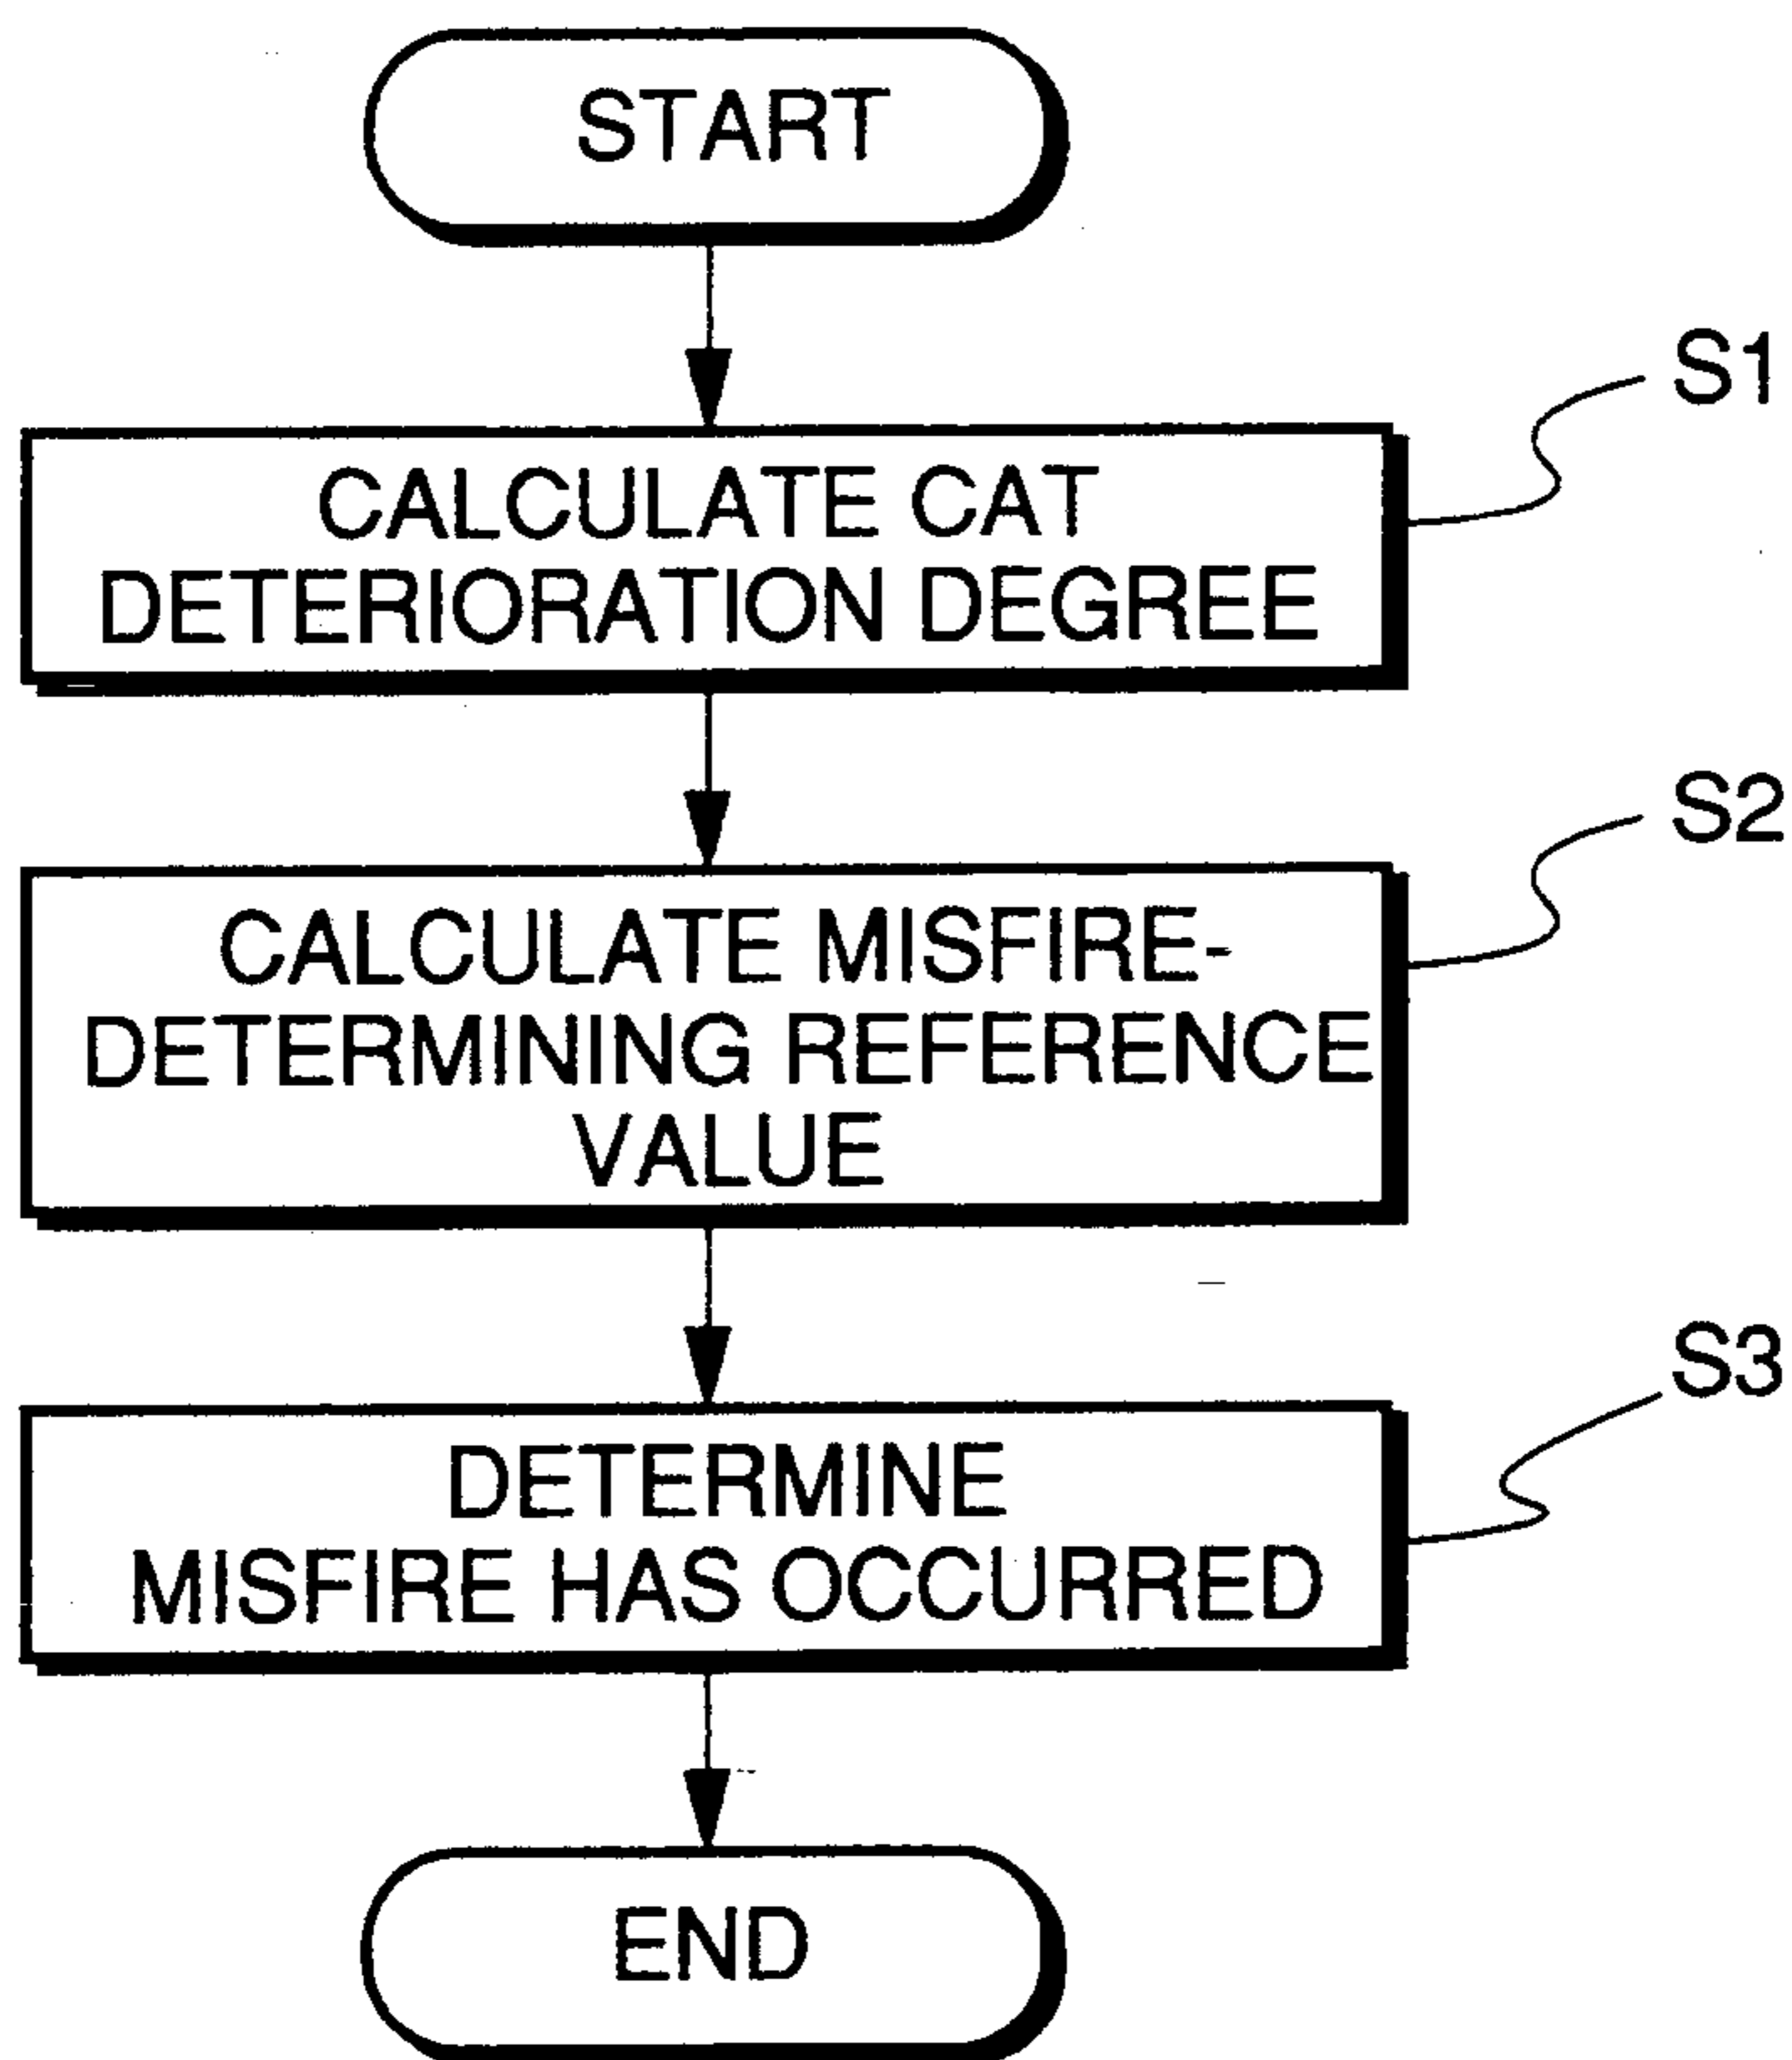 START
S1
CALCULATE CAT
DETERIORATION DEGREE
S2
CALCULATE MISFIRE-
DETERMINING REFERENCE
VALUE
S3
DETERMINE
MISFIRE HAS OCCURRED
END